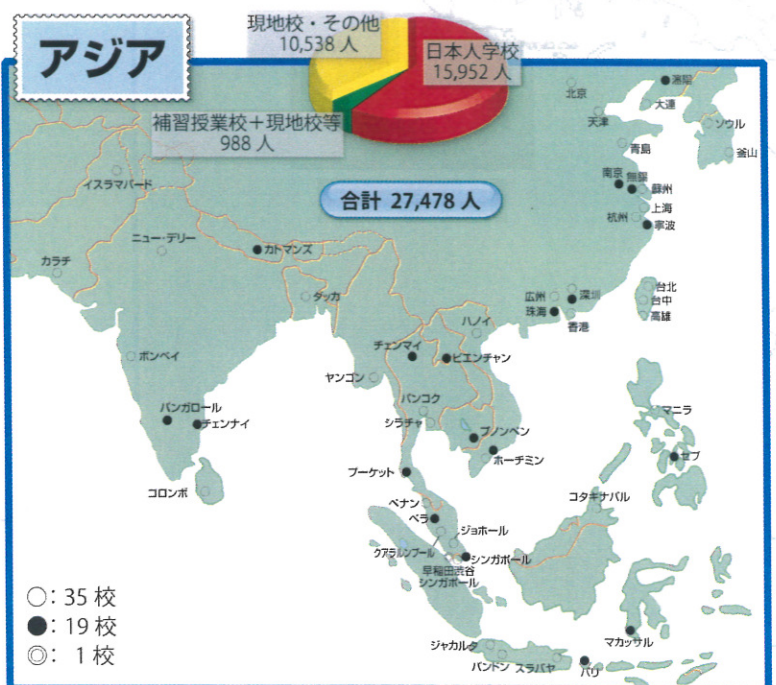 アジア
現地校・その他
10,538 人
日本人学校
15,952 人
補習授業校＋現地校等
988 人
合計 27,478 人
北京
瀋陽
大連
天津
ソウル
釜山
青島
イスラマバード
南京
無錫
蘇州
上海
杭州
寧波
ニュー・デリー
カラチ
カトマンズ
ダッカ
広州
深圳
珠海
香港
台北
台中
高雄
ハノイ
チェンマイ
ビエンチャン
ボンベイ
ヤンゴン
バンコク
シラチャ
バンガロール
チェンナイ
プノンペン
ホーチミン
マニラ
セブ
プーケット
コロンボ
ペナン
ペラ
コタキナバル
ジョホール
クアラルンプール
シンガポール
早稲田渋谷
シンガポール
○：35 校
●：19 校
◎： 1 校
ジャカルタ
バンドン
スラバヤ
バリ
マカッサル